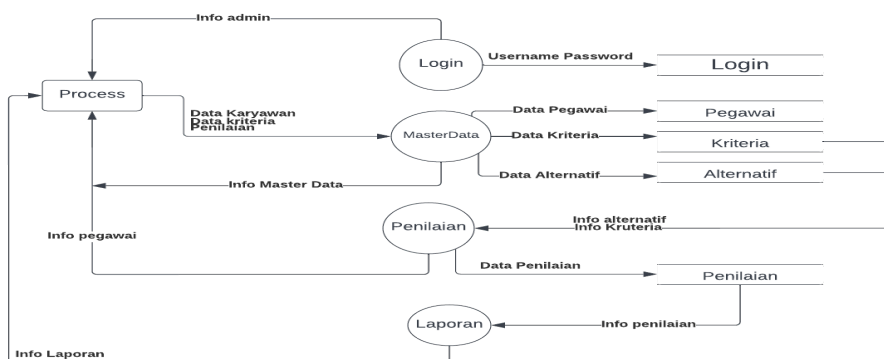 Info admin
Login
Username Password
Login
Process
Data Karyawan
Data kriteria
Penilaian
MasterData
Data Pegawai
Pegawai
Data Kriteria
Kriteria
Data Alternatif
Alternatif
Info Master Data
Info pegawai
Penilaian
Info alternatif
Info Kruteria
Data Penilaian
Penilaian
Laporan
Info penilaian
Info Laporan